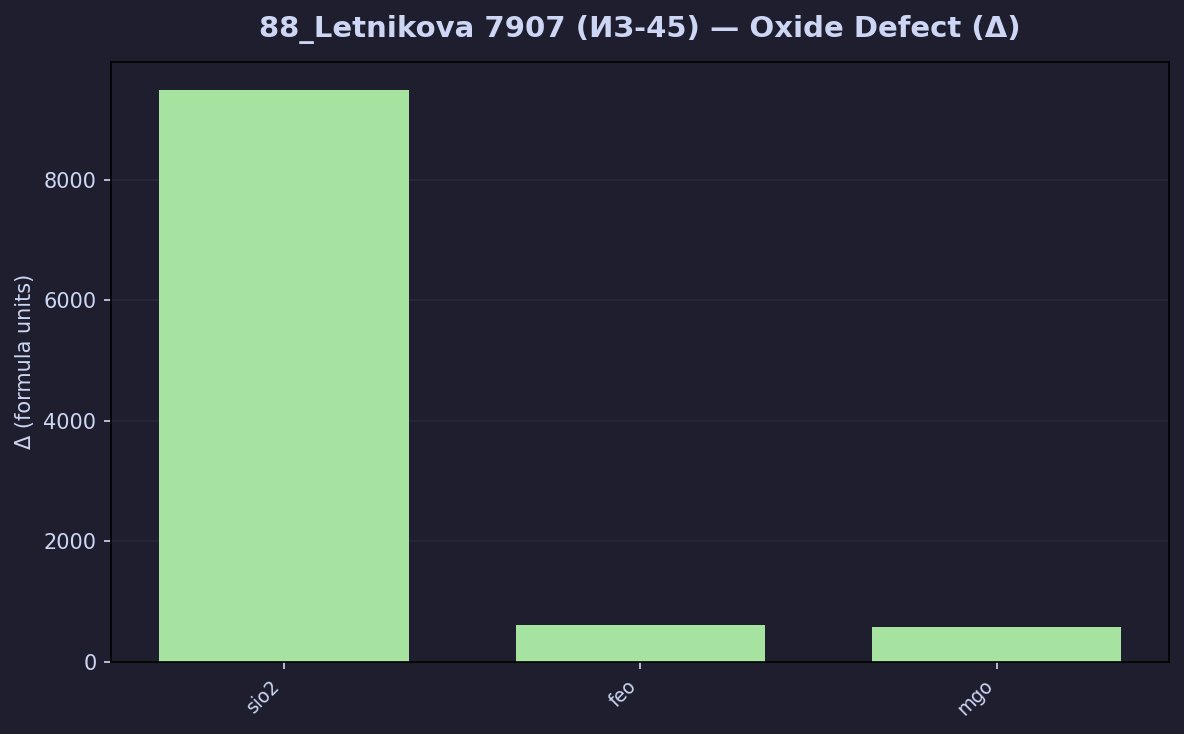 88_Letnikova 7907 (ИЗ-45) — Oxide Defect (Δ)
Δ (formula units)
8000
6000
4000
2000
0
sio2
feo
mgo